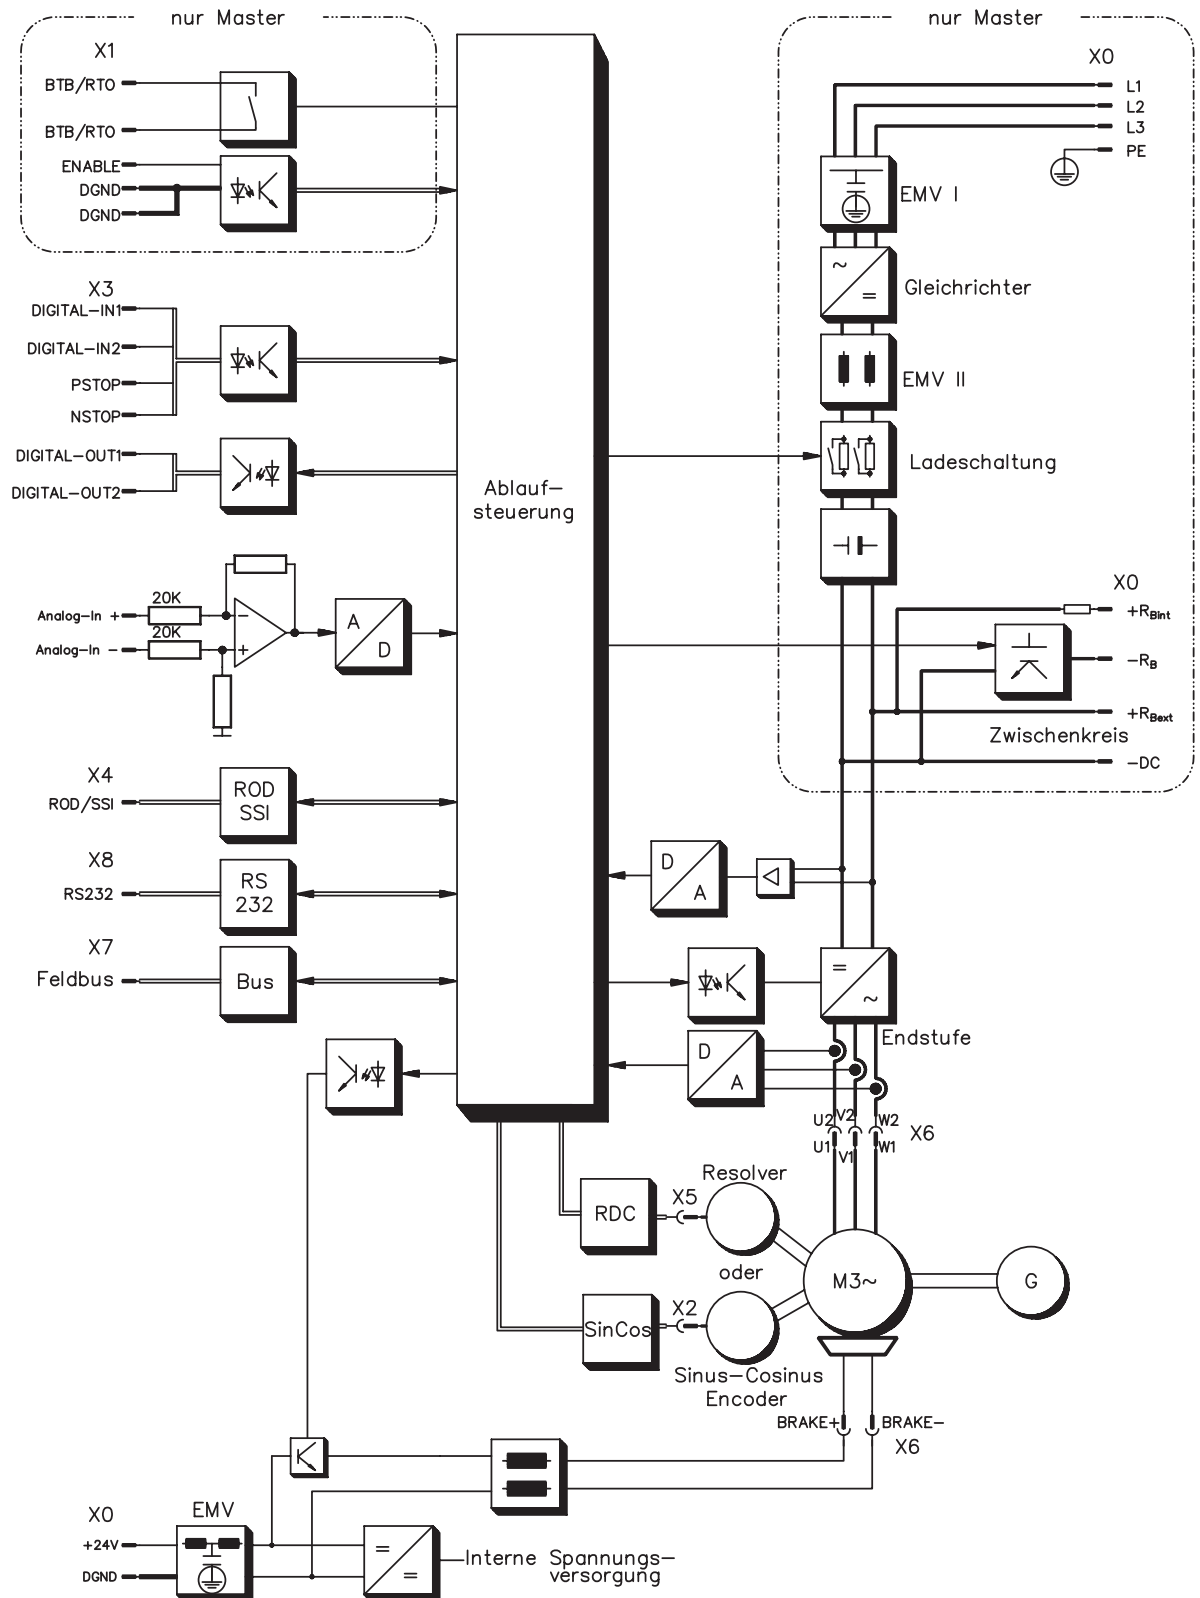 nur Master
nur Master
X1
X0
BTB/RTO
BTB/RTO
ENABLE
DGND
DGND
L1
L2
L3
PE
EMV I
X3
DIGITAL-IN1
DIGITAL-IN2
PSTOP
NSTOP
DIGITAL-OUT1
DIGITAL-OUT2
~
=
Gleichrichter
EMV II
Ladeschaltung
Ablauf-
steuerung
20K
Analog-In +
20K
Analog-In -
-
+
A
D
X0
+RBint
-RB
+RBext
Zwischenkreis
-DC
X4
ROD/SSI
ROD
SSI
X8
RS232
RS
232
X7
Feldbus
Bus
D
A
=
~
Endstufe
D
A
U2
V2
W2
X6
U1
V1
W1
Resolver
RDC
X5
oder
M3~
G
SinCos
X2
Sinus-Cosinus
Encoder
BRAKE+
BRAKE-
X6
X0
EMV
+24V
DGND
=
=
Interne Spannungs-
versorgung